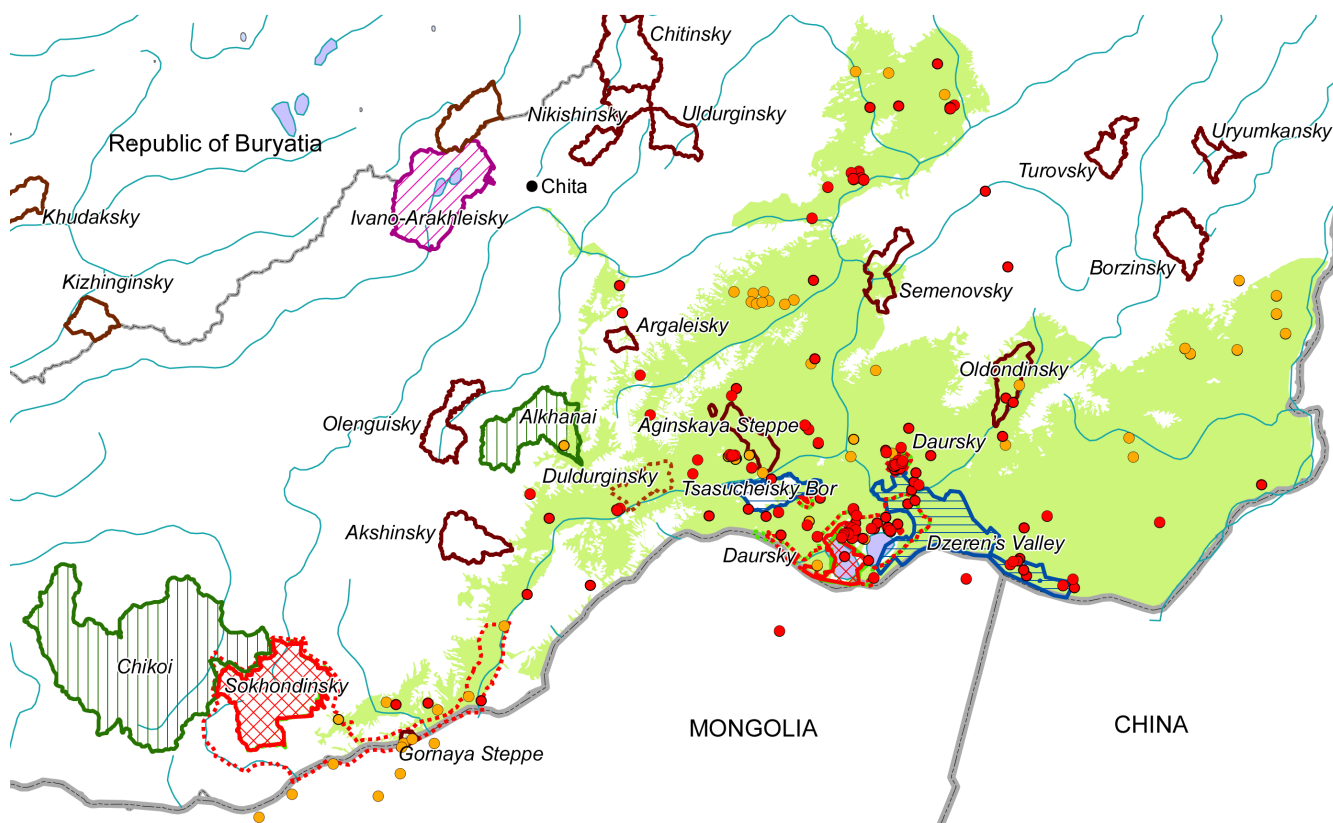 Chitinsky
Nikishinsky
Uldurginsky
Republic of Buryatia
Uryumkansky
Turovsky
Chita
Khudaksky
Ivano-Arakhleisky
Borzinsky
Kizhinginsky
Semenovsky
Argaleisky
Oldondinsky
Alkhanai
Olenguisky
Aginskaya Steppe
Daursky
Duldurginsky
Tsasucheisky Bor
Akshinsky
Dzeren's Valley
Daursky
Chikoi
Sokhondinsky
MONGOLIA
CHINA
Gornaya Steppe